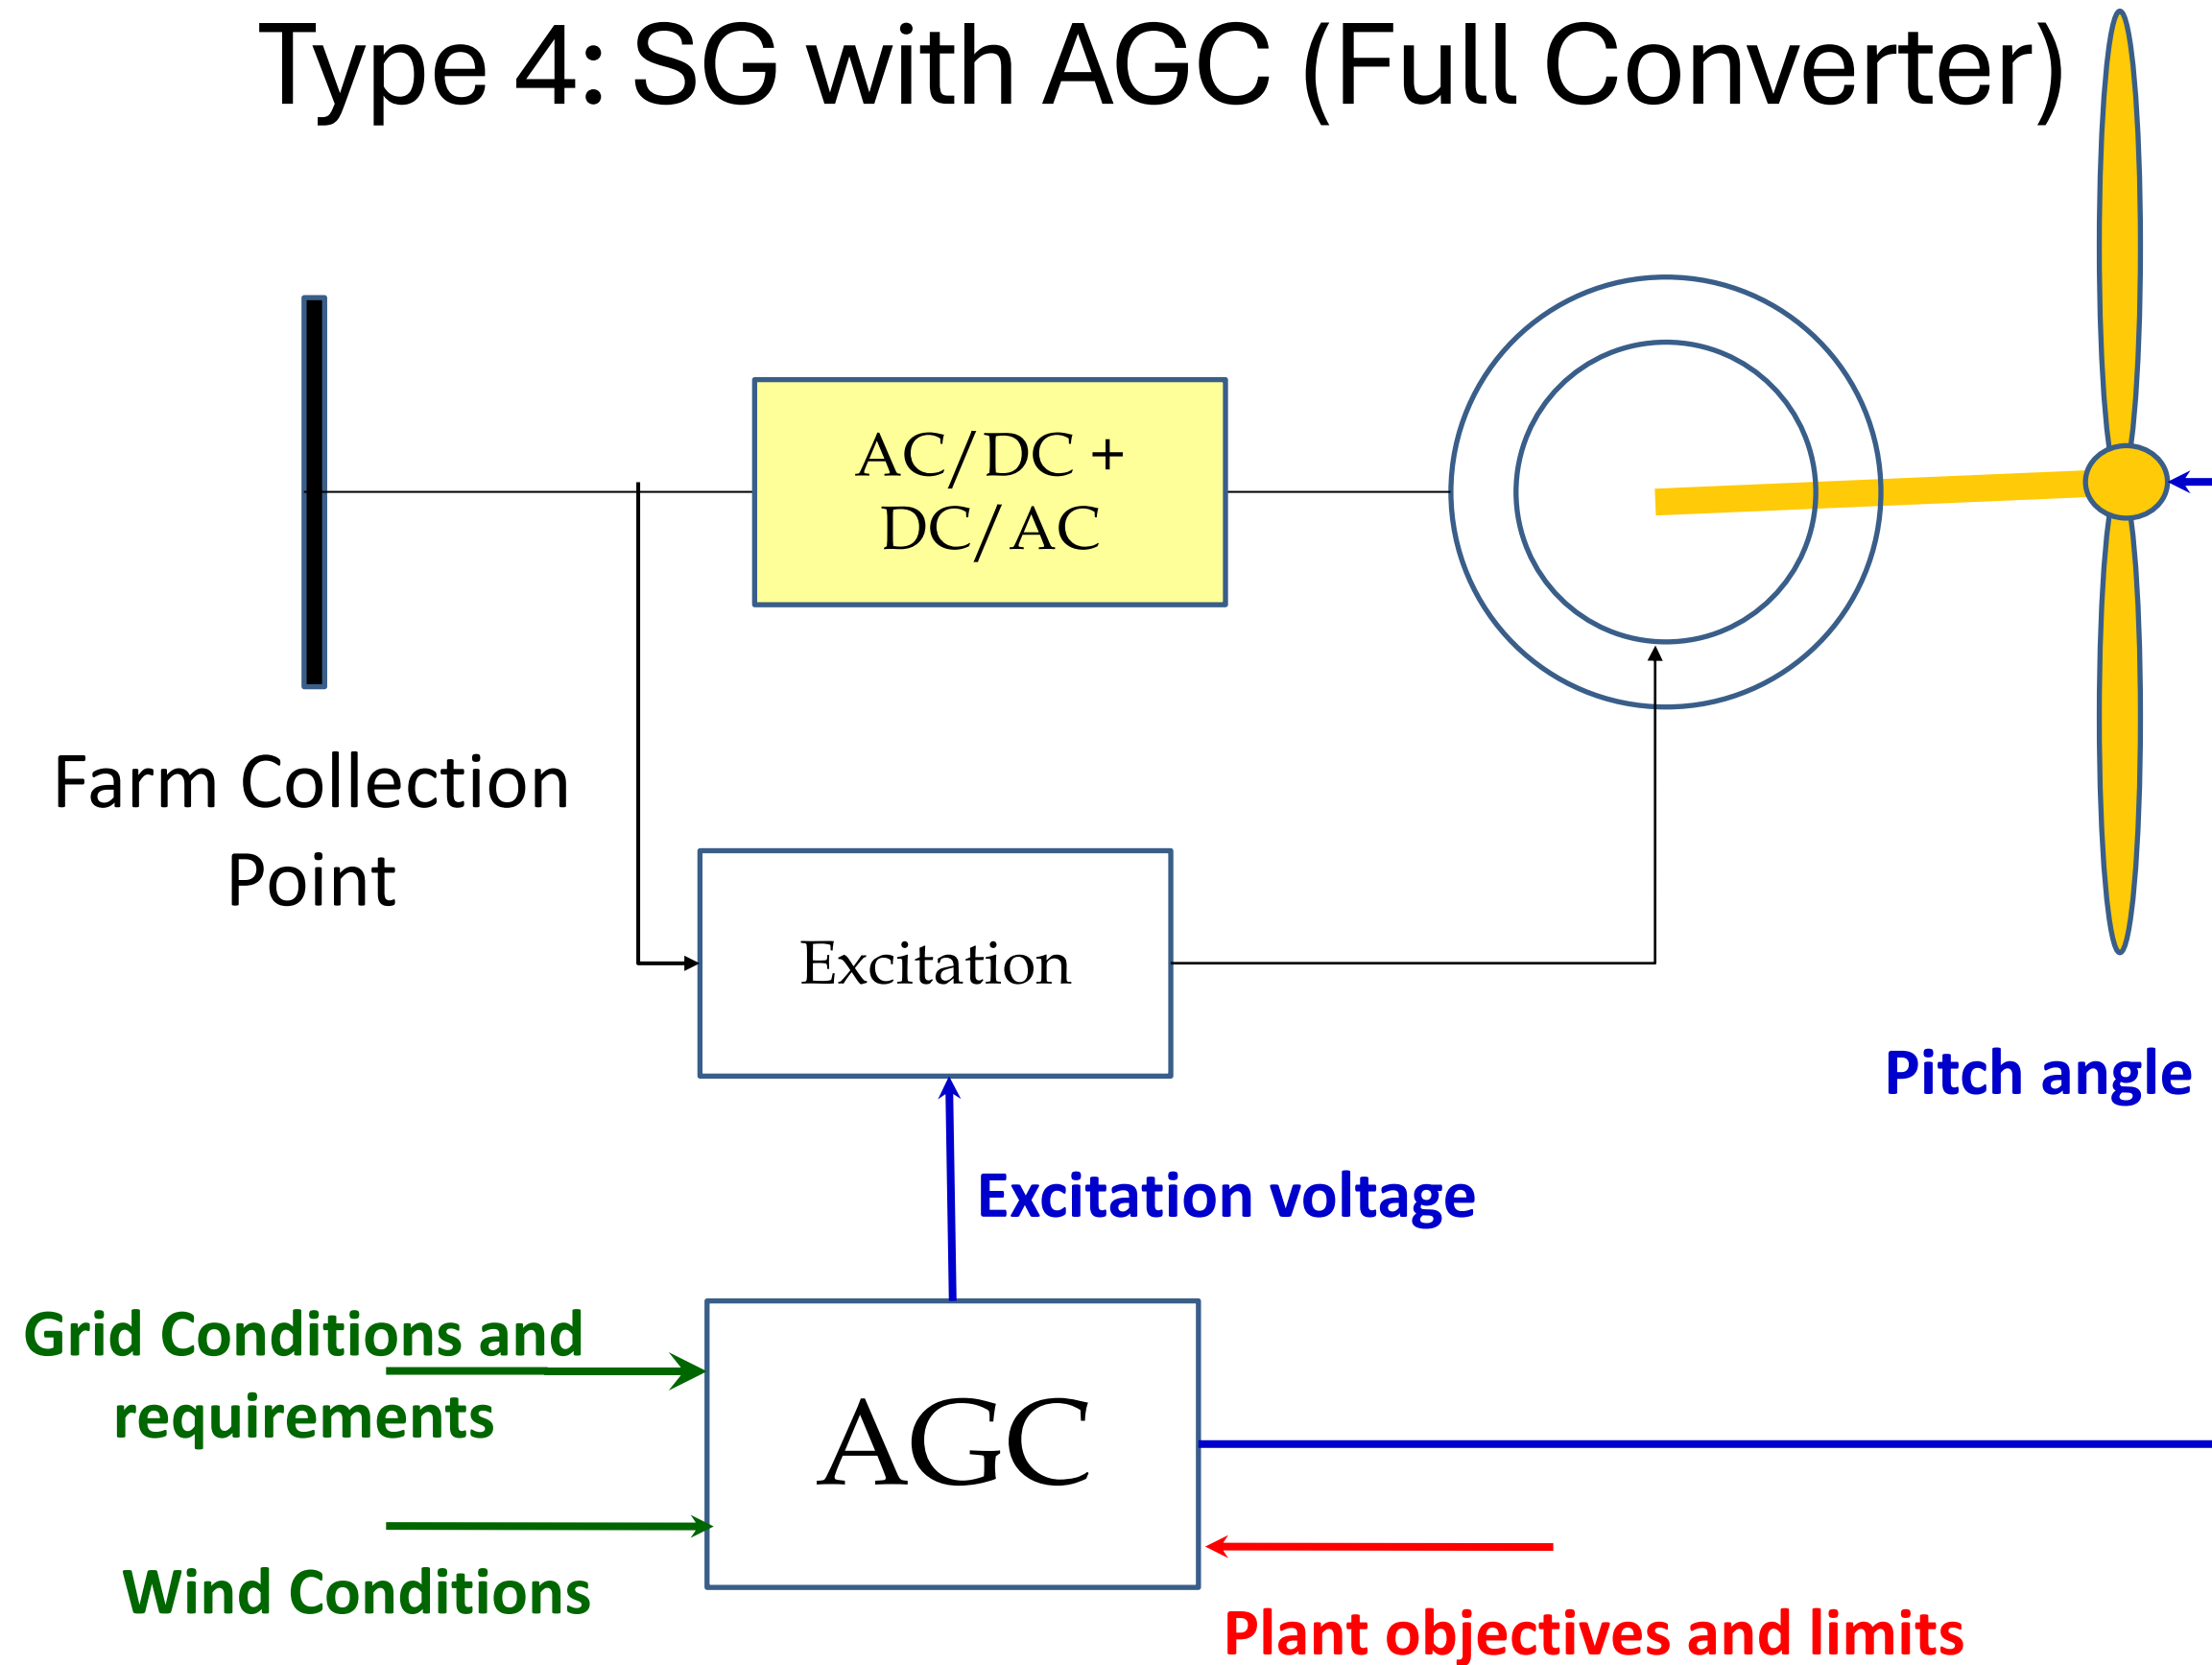 Type 4: SG with AGC (Full Converter)
AC/DC +
DC/AC
Farm Collection
Point
Excitation
Pitch angle
Excitation voltage
Grid Conditions and
requirements
AGC
Wind Conditions
Plant objectives and limits